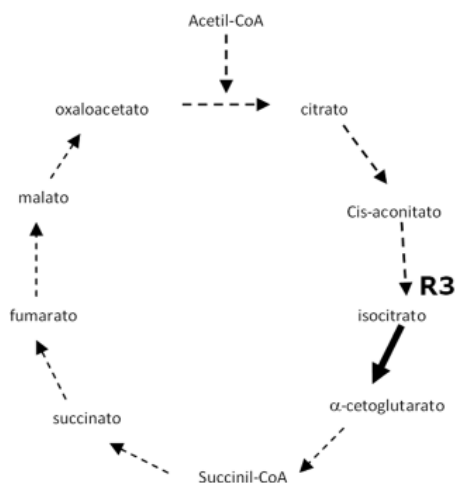 Acetil-CoA
oxaloacetato
citrato
malato
Cis-aconitato
R3
fumarato
isocitrato
α-cetoglutarato
succinato
Succinil-CoA